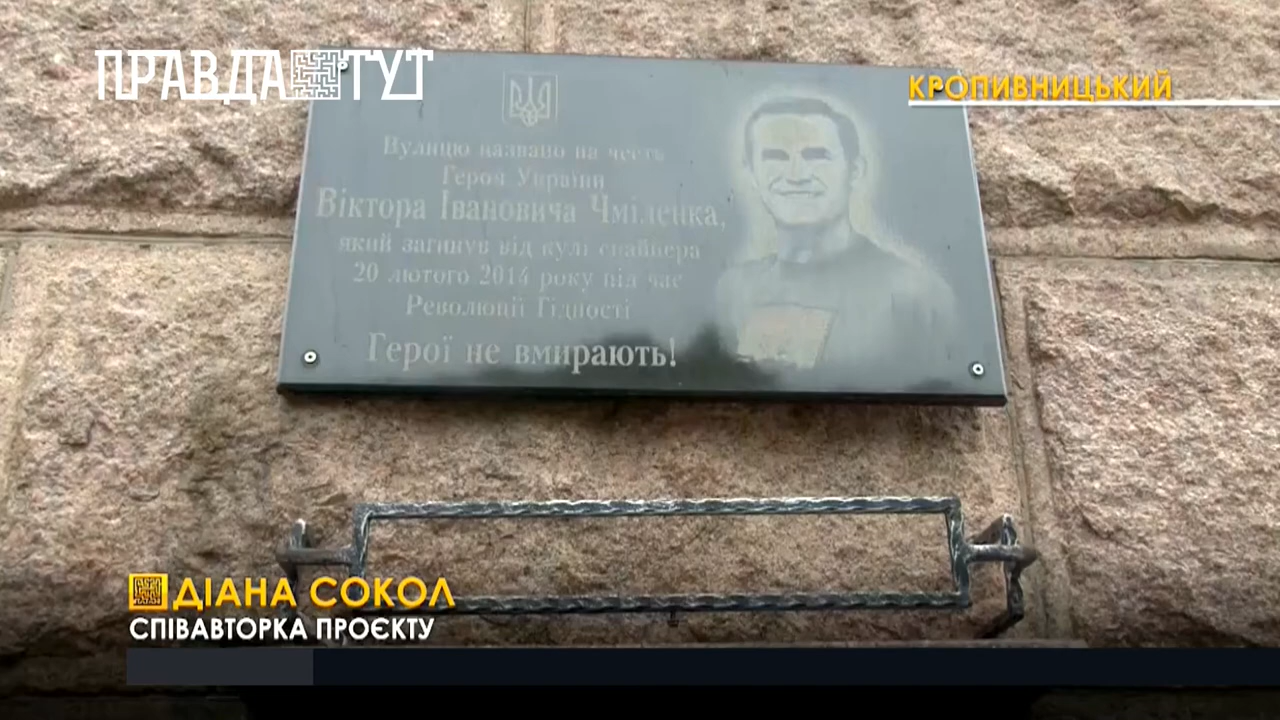 ПРАВДА ТУТ
КРОПИВНИЦЬКИЙ
Вулицю названо на честь
Героя України
Віктора Івановича Чміленка,
який загинув від кулі снайпера
20 лютого 2014 року під час
Революції Гідності
Герої не вмирають!
ДІАНА СОКОЛ
СПІВАВТОРКА ПРОЄКТУ